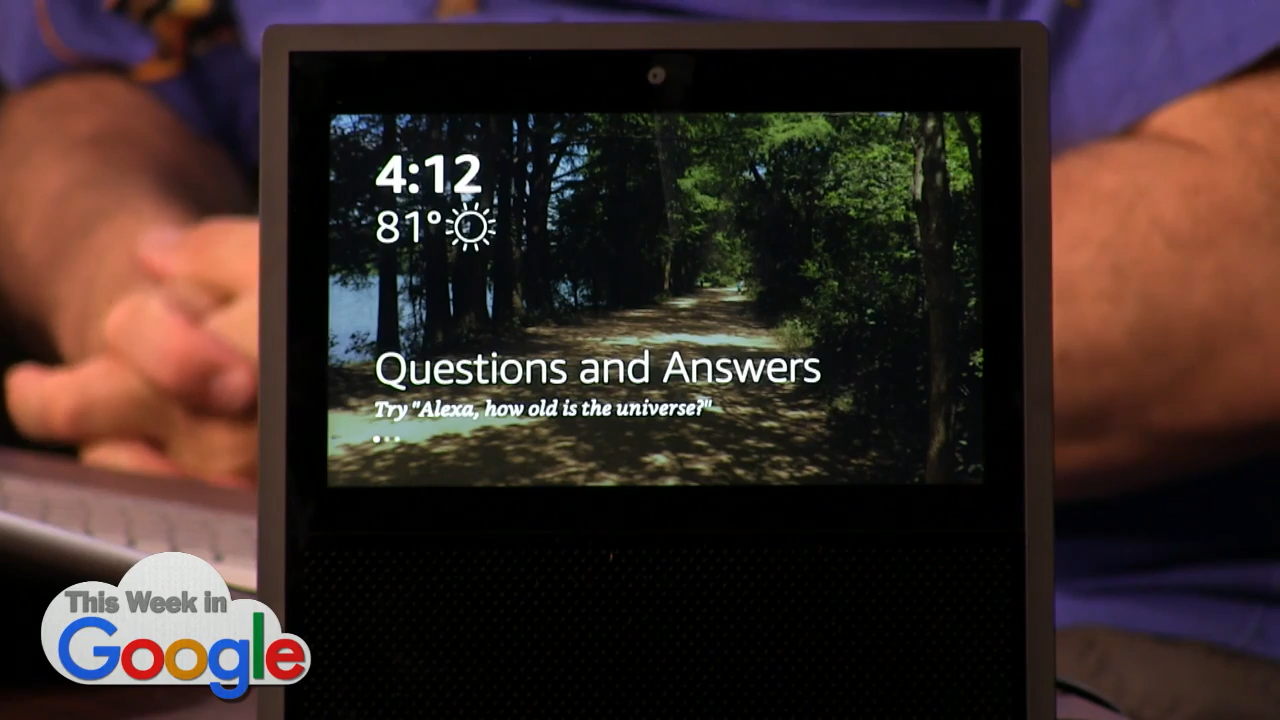 4:12
81°
Questions and Answers
Try "Alexa, how old is the universe?"
This Week in
Google